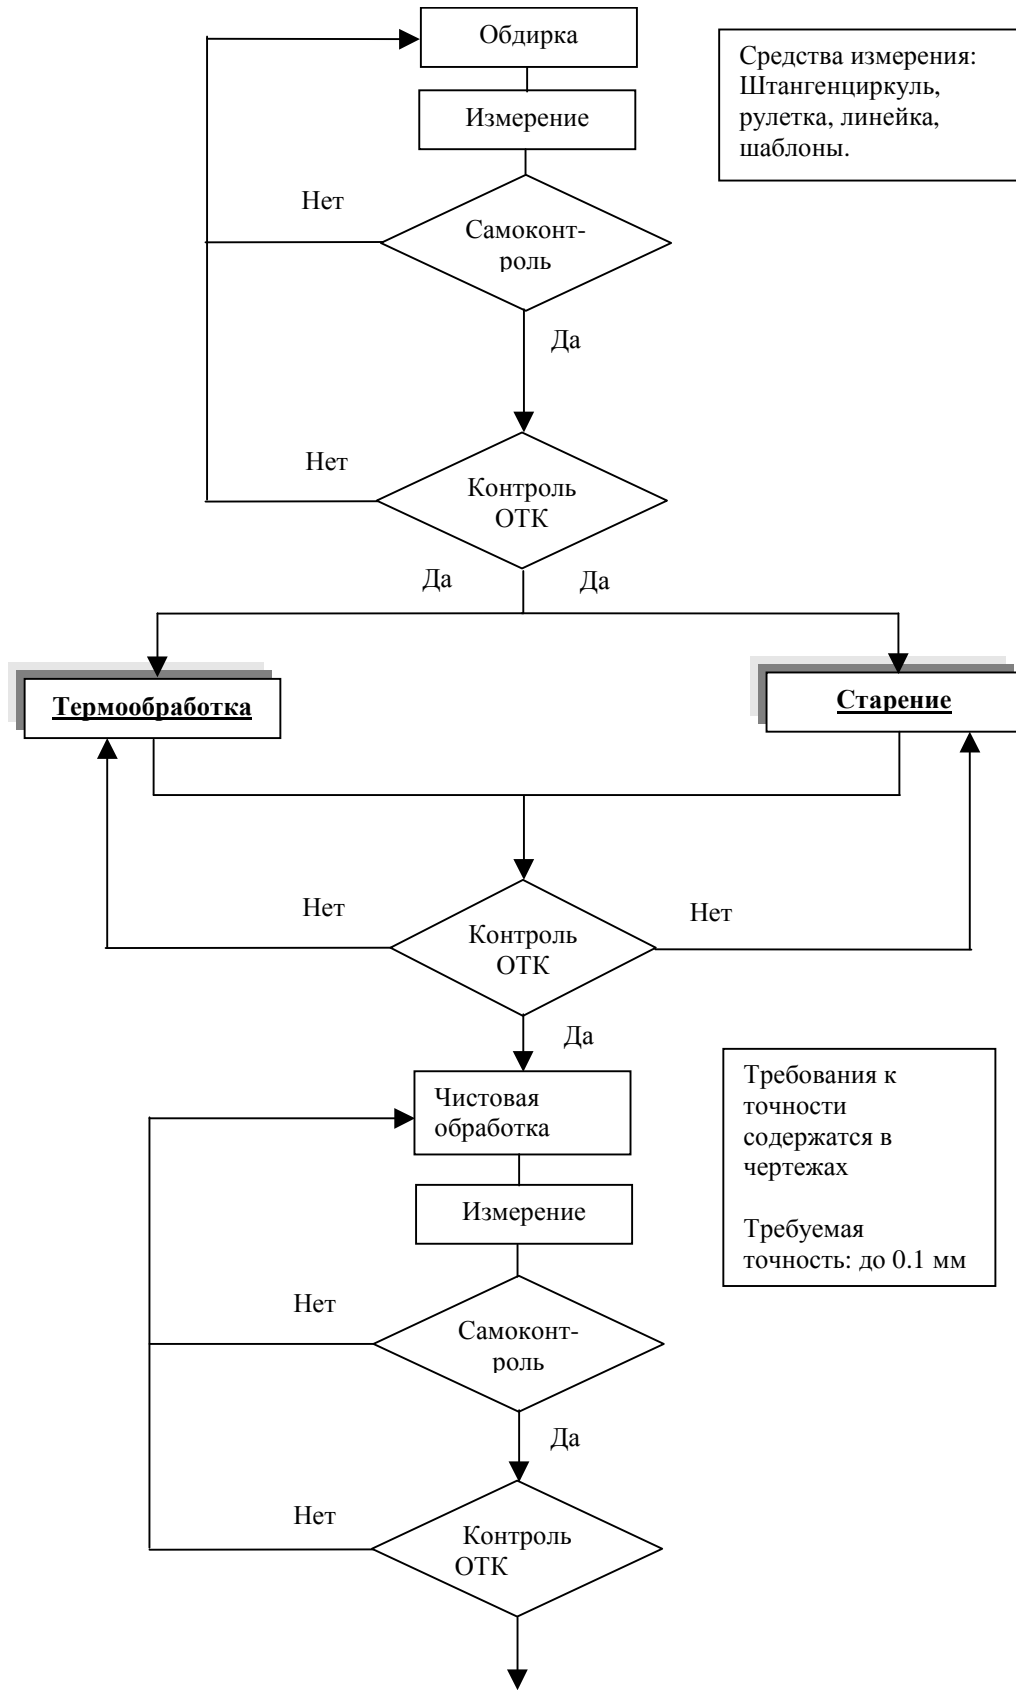 Обдирка
Средства измерения:
Штангенциркуль,
рулетка, линейка,
шаблоны.
Измерение
Нет
Самоконт-
роль
Да
Нет
Контроль
ОТК
Да
Да
Термообработка
Старение
Нет
Нет
Контроль
ОТК
Да
Чистовая
обработка
Требования к
точности
содержатся в
чертежах
Требуемая
точность: до 0.1 мм
Измерение
Нет
Самоконт-
роль
Да
Нет
Контроль
ОТК